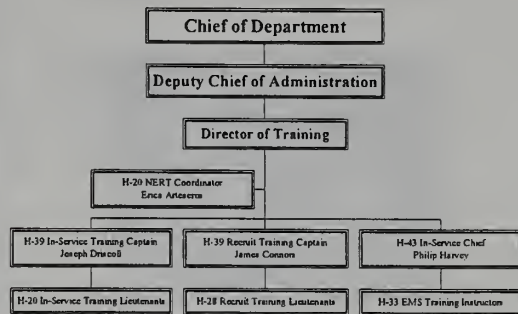 Chief of Department
Deputy Chief of Administration
Director of Training
H-20 NERT Coordinator
Erica Arteseros
H-39 In-Service Training Captain
Joseph Driscoll
H-39 Recruit Training Captain
James Connors
H-43 In-Service Chief
Philip Harvey
H-20 In-Service Training Lieutenants
H-28 Recruit Training Lieutenants
H-33 EMS Training Instructors